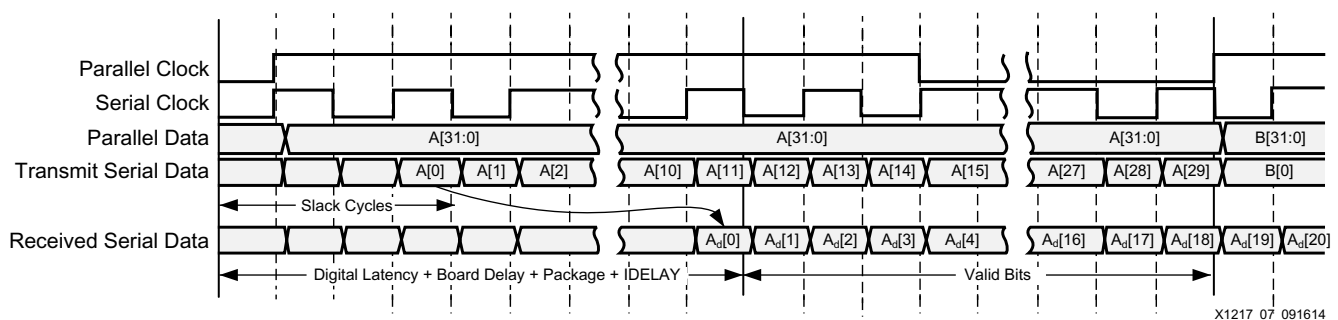 Parallel Clock
Serial Clock
Parallel Data A[31:0] A[31:0] A[31:0] B[31:0]
Transmit Serial Data A[0] A[1] A[2] A[10] A[11] A[12] A[13] A[14] A[15] A[27] A[28] A[29] B[0]
Slack Cycles
Received Serial Data Ad[0] Ad[1] Ad[2] Ad[3] Ad[4] Ad[16] Ad[17] Ad[18] Ad[19] Ad[20]
Digital Latency + Board Delay + Package + IDELAY Valid Bits
X1217_07_091614